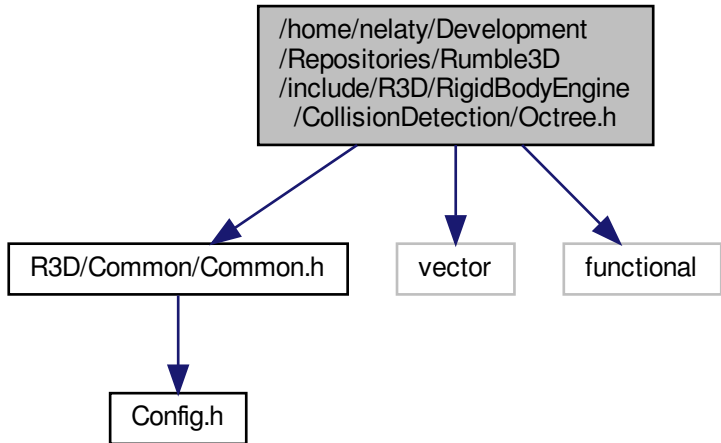 /home/nelaty/Development
/Repositories/Rumble3D
/include/R3D/RigidBodyEngine
/CollisionDetection/Octree.h
R3D/Common/Common.h
vector
functional
Config.h